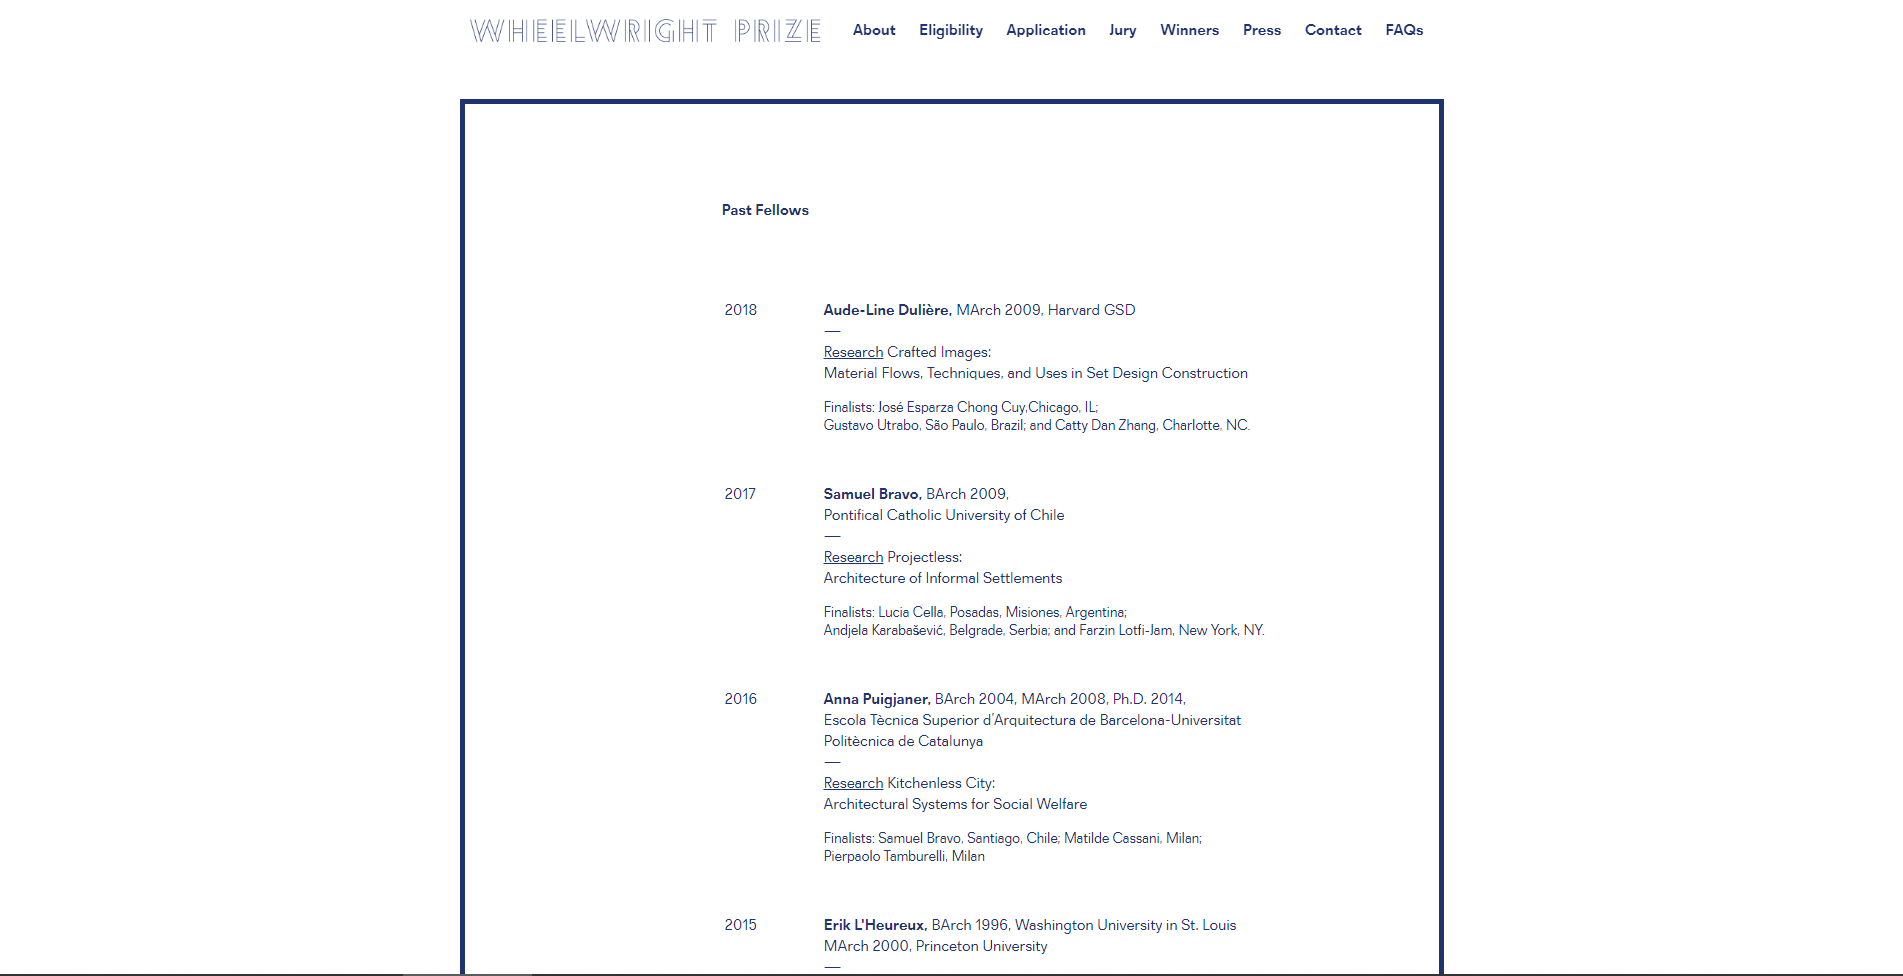 WHEELWRIGHT PRIZE About Eligibility Application Jury Winners Press Contact FAQs
Past Fellows
2018 Aude-Line Dulière, MArch 2009, Harvard GSD
—
Research Crafted Images:
Material Flows, Techniques, and Uses in Set Design Construction
Finalists: José Esparza Chong Cuy,Chicago, IL;
Gustavo Utrabo, São Paulo, Brazil; and Catty Dan Zhang, Charlotte, NC.
2017 Samuel Bravo, BArch 2009,
Pontifical Catholic University of Chile
—
Research Projectless:
Architecture of Informal Settlements
Finalists: Lucia Cella, Posadas, Misiones, Argentina;
Andjela Karabašević, Belgrade, Serbia; and Farzin Lotfi-Jam, New York, NY.
2016 Anna Puigjaner, BArch 2004, MArch 2008, Ph.D. 2014,
Escola Tècnica Superior d'Arquitectura de Barcelona-Universitat
Politècnica de Catalunya
—
Research Kitchenless City:
Architectural Systems for Social Welfare
Finalists: Samuel Bravo, Santiago, Chile; Matilde Cassani, Milan;
Pierpaolo Tamburelli, Milan
2015 Erik L'Heureux, BArch 1996, Washington University in St. Louis
MArch 2000, Princeton University
—